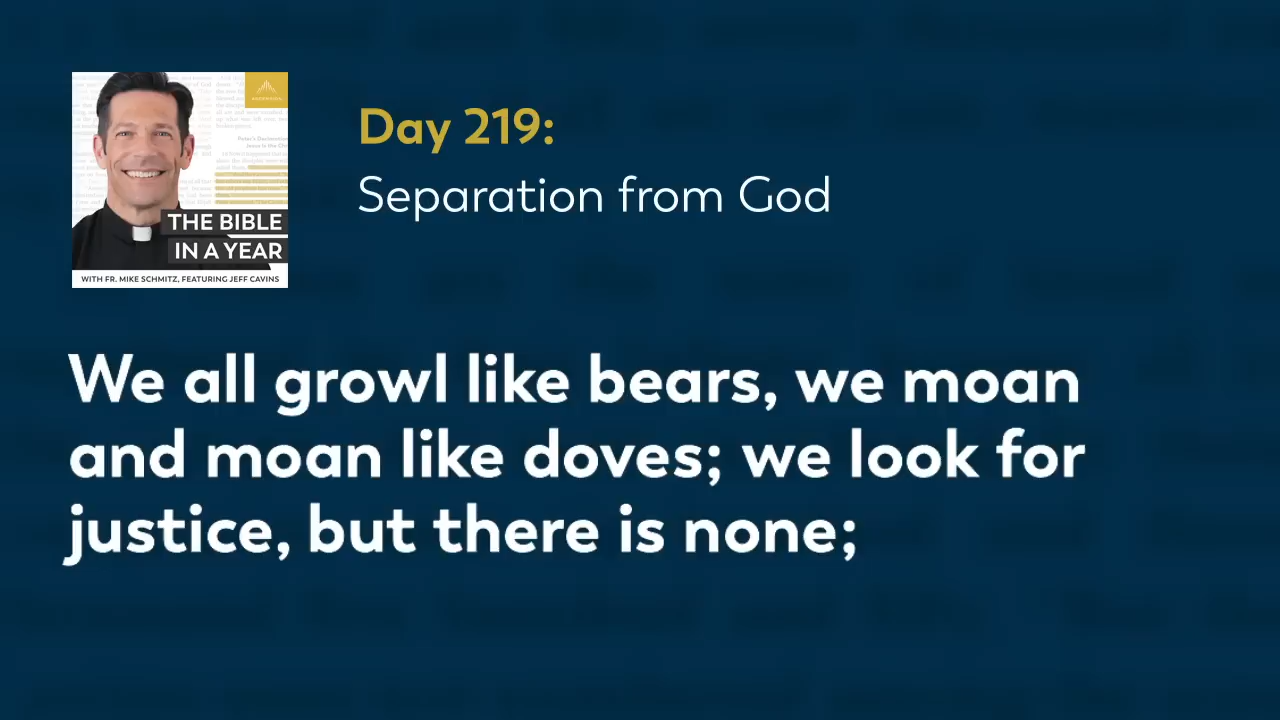 Day 219:
Separation from God
THE BIBLE
IN A YEAR
WITH FR. MIKE SCHMITZ, FEATURING JEFF CAVINS
We all growl like bears, we moan
and moan like doves; we look for
justice, but there is none;